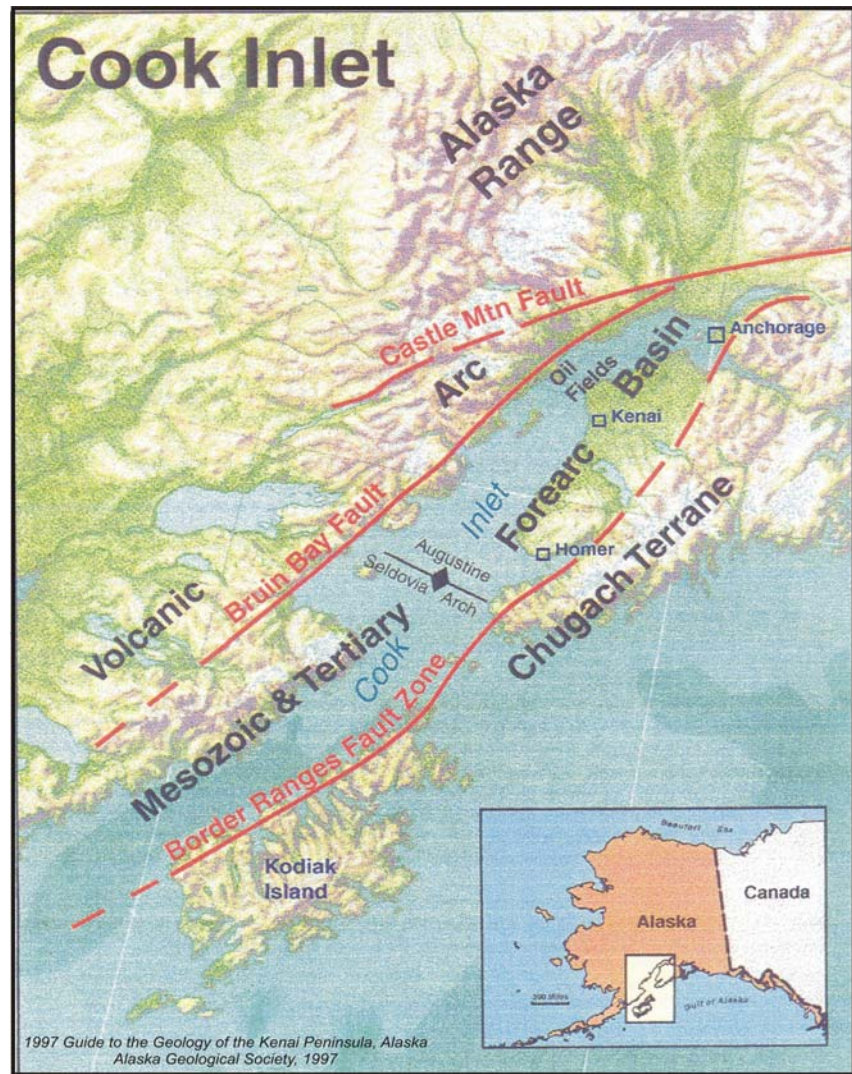 Cook Inlet
Alaska
Range
Castle Mtn Fault
Arc
Oil
Fields
Basin
Anchorage
Kenai
Inlet
Forearc
Bruin Bay Fault
Homer
Augustine
Seldovia
Arch
Chugach Terrane
Volcanic
Mesozoic & Tertiary
Cook
Border Ranges Fault Zone
Kodiak
Island
Beaufort Sea
Alaska
Canada
200 Miles
Gulf of Alaska
1997 Guide to the Geology of the Kenai Peninsula, Alaska
Alaska Geological Society, 1997